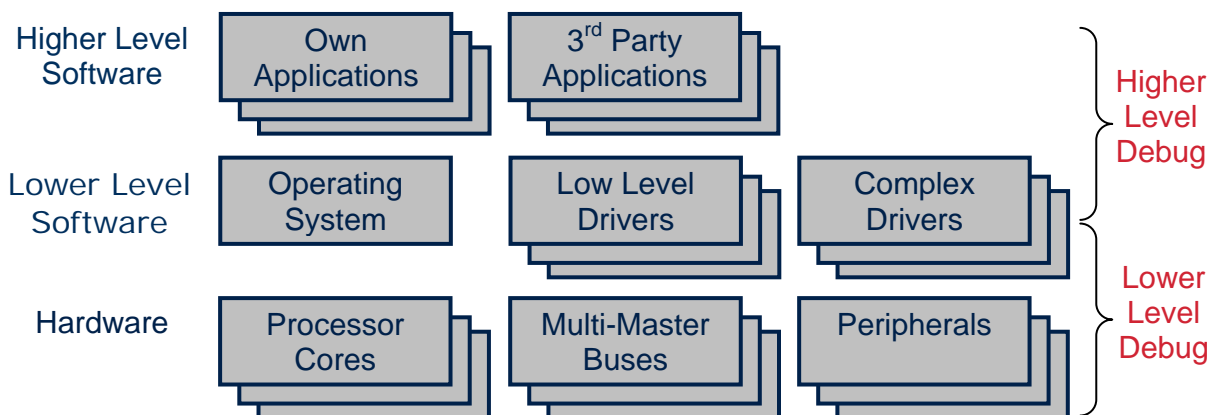 Higher Level
Software
Own
Applications
3rd Party
Applications
Higher
Level
Debug
Lower Level
Software
Operating
System
Low Level
Drivers
Complex
Drivers
Hardware
Processor
Cores
Multi-Master
Buses
Peripherals
Lower
Level
Debug